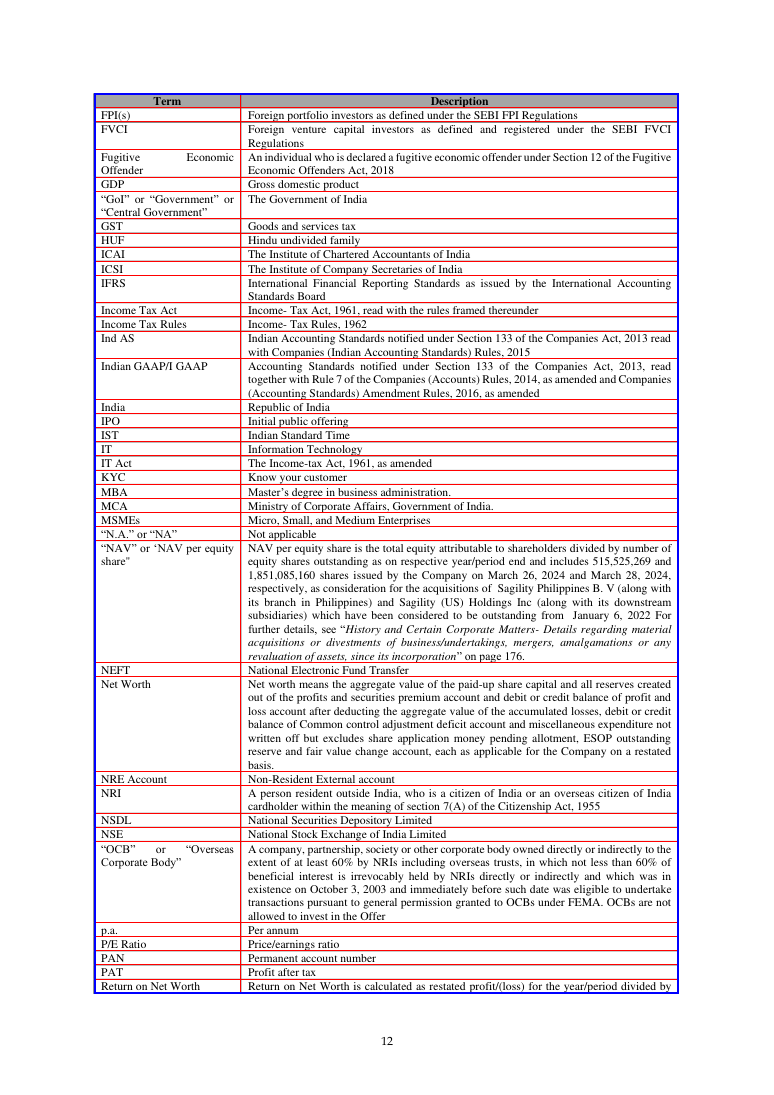 Term Description
FPI(s) Foreign portfolio investors as defined under the SEBI FPI Regulations
FVCI Foreign venture capital investors as defined and registered under the SEBI FVCI
Regulations
Fugitive Economic An individual who is declared a fugitive economic offender under Section 12 of the Fugitive
Offender Economic Offenders Act, 2018
GDP Gross domestic product
“GoI” or “Government” or The Government of India
“Central Government”
GST Goods and services tax
HUF Hindu undivided family
ICAI The Institute of Chartered Accountants of India
ICSI The Institute of Company Secretaries of India
IFRS International Financial Reporting Standards as issued by the International Accounting
Standards Board
Income Tax Act Income- Tax Act, 1961, read with the rules framed thereunder
Income Tax Rules Income- Tax Rules, 1962
Ind AS Indian Accounting Standards notified under Section 133 of the Companies Act, 2013 read
with Companies (Indian Accounting Standards) Rules, 2015
Indian GAAP/I GAAP Accounting Standards notified under Section 133 of the Companies Act, 2013, read
together with Rule 7 of the Companies (Accounts) Rules, 2014, as amended and Companies
(Accounting Standards) Amendment Rules, 2016, as amended
India Republic of India
IPO Initial public offering
IST Indian Standard Time
IT Information Technology
IT Act The Income-tax Act, 1961, as amended
KYC Know your customer
MBA Master’s degree in business administration.
MCA Ministry of Corporate Affairs, Government of India.
MSMEs Micro, Small, and Medium Enterprises
“N.A.” or “NA” Not applicable
“NAV” or ‘NAV per equity NAV per equity share is the total equity attributable to shareholders divided by number of
share" equity shares outstanding as on respective year/period end and includes 515,525,269 and
1,851,085,160 shares issued by the Company on March 26, 2024 and March 28, 2024,
respectively, as consideration for the acquisitions of Sagility Philippines B. V (along with
its branch in Philippines) and Sagility (US) Holdings Inc (along with its downstream
subsidiaries) which have been considered to be outstanding from January 6, 2022 For
further details, see “History and Certain Corporate Matters- Details regarding material
acquisitions or divestments of business/undertakings, mergers, amalgamations or any
revaluation of assets, since its incorporation” on page 176.
NEFT National Electronic Fund Transfer
Net Worth Net worth means the aggregate value of the paid-up share capital and all reserves created
out of the profits and securities premium account and debit or credit balance of profit and
loss account after deducting the aggregate value of the accumulated losses, debit or credit
balance of Common control adjustment deficit account and miscellaneous expenditure not
written off but excludes share application money pending allotment, ESOP outstanding
reserve and fair value change account, each as applicable for the Company on a restated
basis.
NRE Account Non-Resident External account
NRI A person resident outside India, who is a citizen of India or an overseas citizen of India
cardholder within the meaning of section 7(A) of the Citizenship Act, 1955
NSDL National Securities Depository Limited
NSE National Stock Exchange of India Limited
“OCB” or “Overseas A company, partnership, society or other corporate body owned directly or indirectly to the
Corporate Body” extent of at least 60% by NRIs including overseas trusts, in which not less than 60% of
beneficial interest is irrevocably held by NRIs directly or indirectly and which was in
existence on October 3, 2003 and immediately before such date was eligible to undertake
transactions pursuant to general permission granted to OCBs under FEMA. OCBs are not
allowed to invest in the Offer
p.a. Per annum
P/E Ratio Price/earnings ratio
PAN Permanent account number
PAT Profit after tax
Return on Net Worth Return on Net Worth is calculated as restated profit/(loss) for the year/period divided by
12